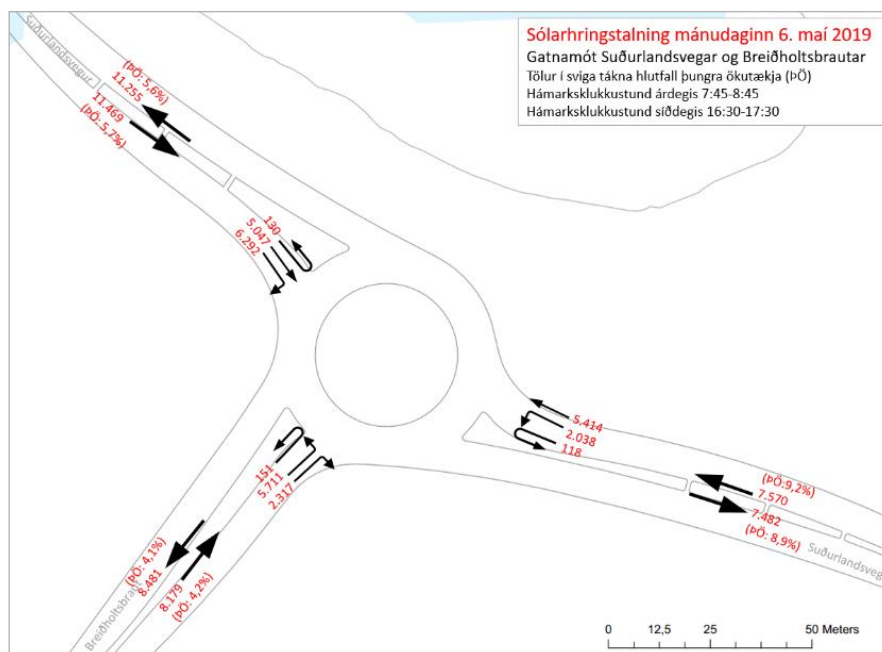 Sólarhringstalning mánudaginn 6. maí 2019
Gatnamót Suðurlandsvegar og Breiðholtsbrautar
Tölur í sviga tákna hlutfall þungra ökutækja (ÞÖ)
Hámarksklukkustund árdegis 7:45-8:45
Hámarksklukkustund síðdegis 16:30-17:30
Suðurlandsvegur
(ÞÖ: 5,6%)
11.255
11.469
(ÞÖ: 5,7%)
130
5.047
6.292
5.414
2.038
118
(ÞÖ:9,2%)
7.570
7.482
(ÞÖ: 8,9%)
Suðurlandsvegu
151
5.711
2.317
(ÞÖ: 4,1%)
8.481
8.179
(ÞÖ: 4,2%)
Breiðholtsbraut
0 12,5 25 50 Meters